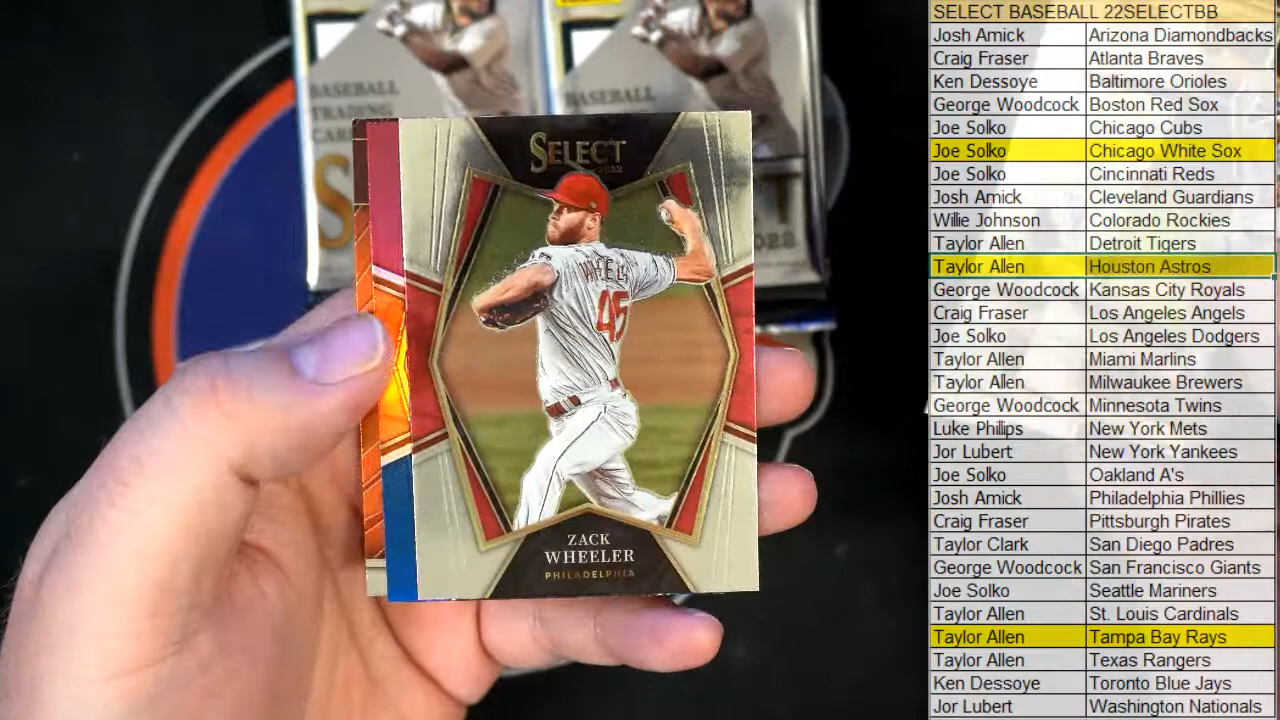 BASEBALL
TRADING
BASEBALL
SELECT
2022
WHEEL
45
ZACK
WHEELER
PHILADELPHIA
SELECT BASEBALL 22SELECTBB
Josh Amick Arizona Diamondbacks
Craig Fraser Atlanta Braves
Ken Dessoye Baltimore Orioles
George Woodcock Boston Red Sox
Joe Solko Chicago Cubs
Joe Solko Chicago White Sox
Joe Solko Cincinnati Reds
Josh Amick Cleveland Guardians
Willie Johnson Colorado Rockies
Taylor Allen Detroit Tigers
Taylor Allen Houston Astros
George Woodcock Kansas City Royals
Craig Fraser Los Angeles Angels
Joe Solko Los Angeles Dodgers
Taylor Allen Miami Marlins
Taylor Allen Milwaukee Brewers
George Woodcock Minnesota Twins
Luke Phillips New York Mets
Jor Lubert New York Yankees
Joe Solko Oakland A's
Josh Amick Philadelphia Phillies
Craig Fraser Pittsburgh Pirates
Taylor Clark San Diego Padres
George Woodcock San Francisco Giants
Joe Solko Seattle Mariners
Taylor Allen St. Louis Cardinals
Taylor Allen Tampa Bay Rays
Taylor Allen Texas Rangers
Ken Dessoye Toronto Blue Jays
Jor Lubert Washington Nationals